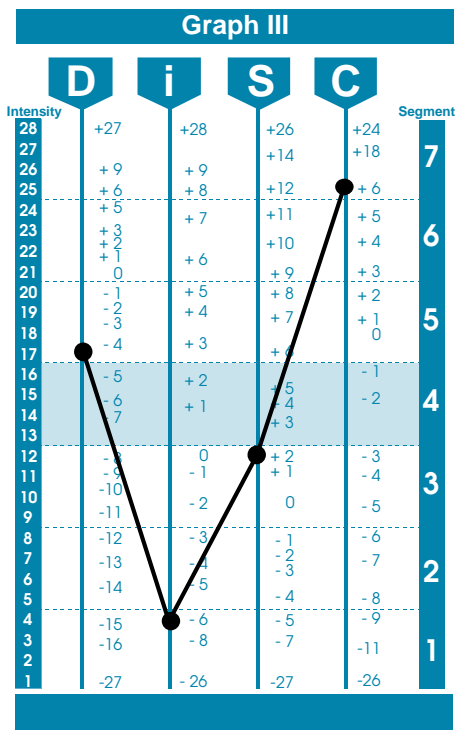 Graph III
D i S C
Intensity Segment
28 +27 +28 +26 +24
27 +14 +18 7
26 + 9 + 9
25 + 6 + 8 +12 + 6
24 + 5 + 7 +11 + 5
23 + 3 6
+ 2 +10 + 4
22 + 1 + 6
21 0 + 9 + 3
20 - 1 + 5 + 8 + 2
19 - 2 + 4 + 7 + 1 5
18 - 3 0
17 - 4 + 3 + 6
16 - 5 + 2 - 1
15 - 6 + 1 + 5 - 2 4
14 7 - 4
13 + 3
12 - 8 0 + 2 - 3
11 - 9 - 1 + 1 - 4 3
10 -10 - 2 0 - 5
9 -11
8 -12 - 3 - 1 - 6
7 -13 - 4 - 2 - 7 2
6 -14 - 5 - 3
5 - 4 - 8
4 -15 - 6 - 5 - 9
3 -16 - 8 - 7 -11 1
2
1 -27 - 26 -27 -26